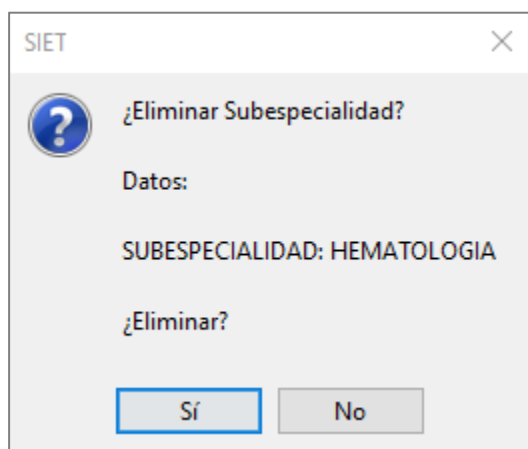 SIET
¿Eliminar Subespecialidad?
Datos:
SUBESPECIALIDAD: HEMATOLOGIA
¿Eliminar?
Sí
No